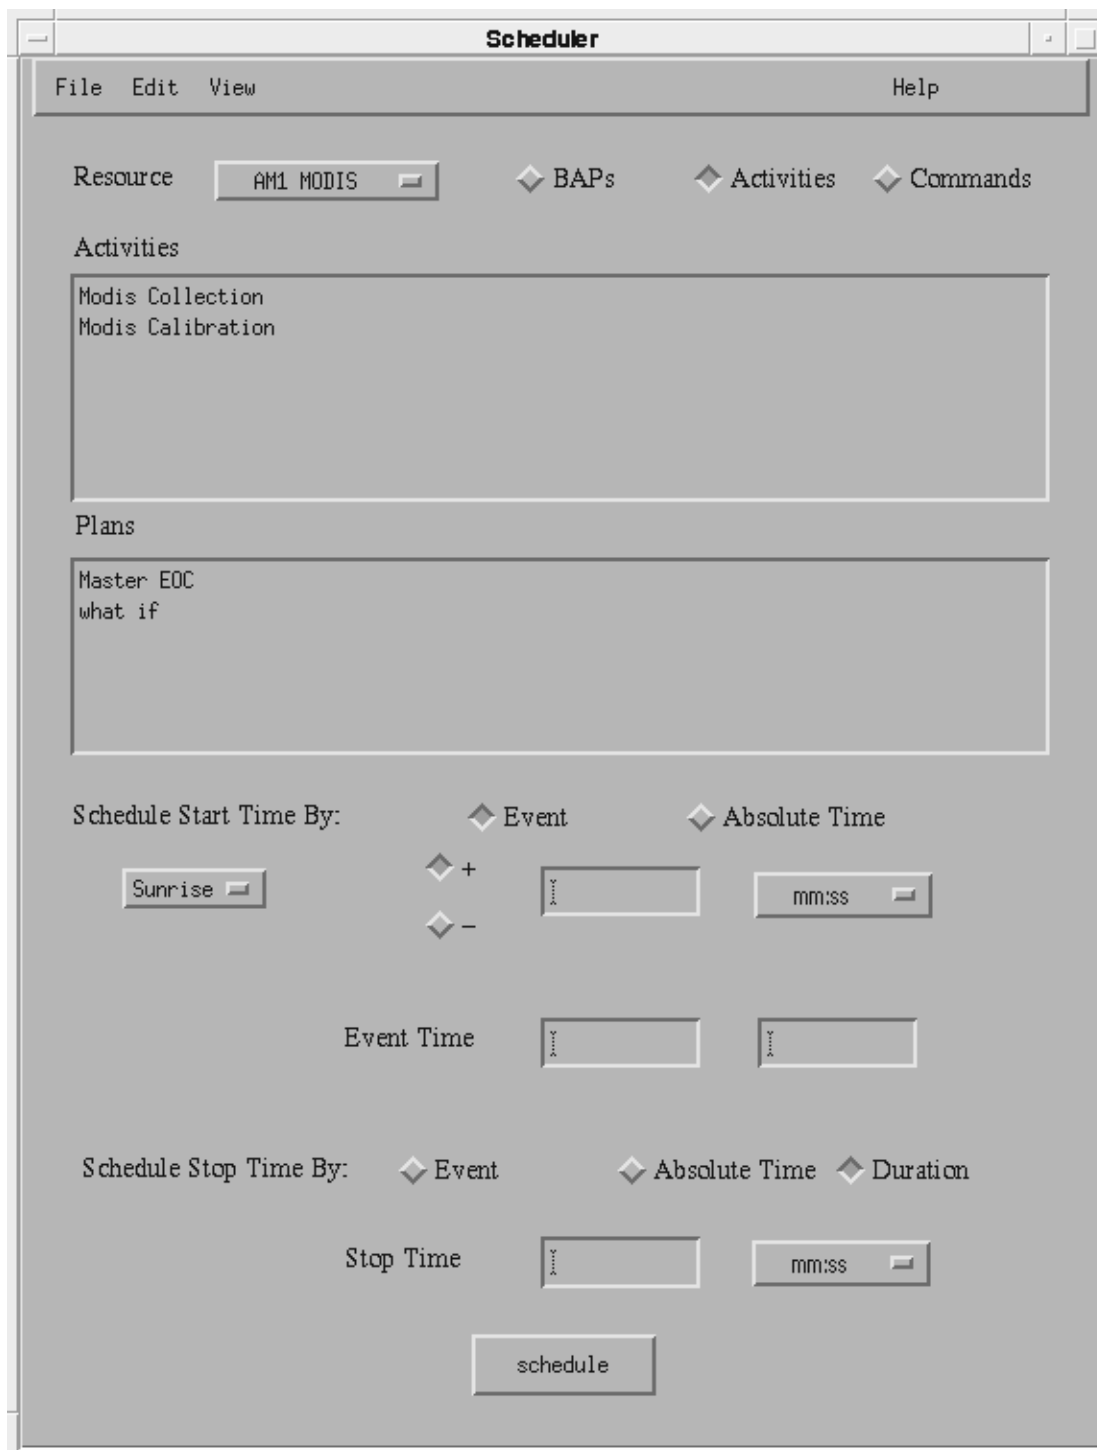 Scheduler
File Edit View Help
Resource AM1 MODIS BAPs Activities Commands
Activities
Modis Collection
Modis Calibration
Plans
Master EOC
what if
Schedule Start Time By: Event Absolute Time
+
Sunrise mm:ss
–
Event Time
Schedule Stop Time By: Event Absolute Time Duration
Stop Time mm:ss
schedule